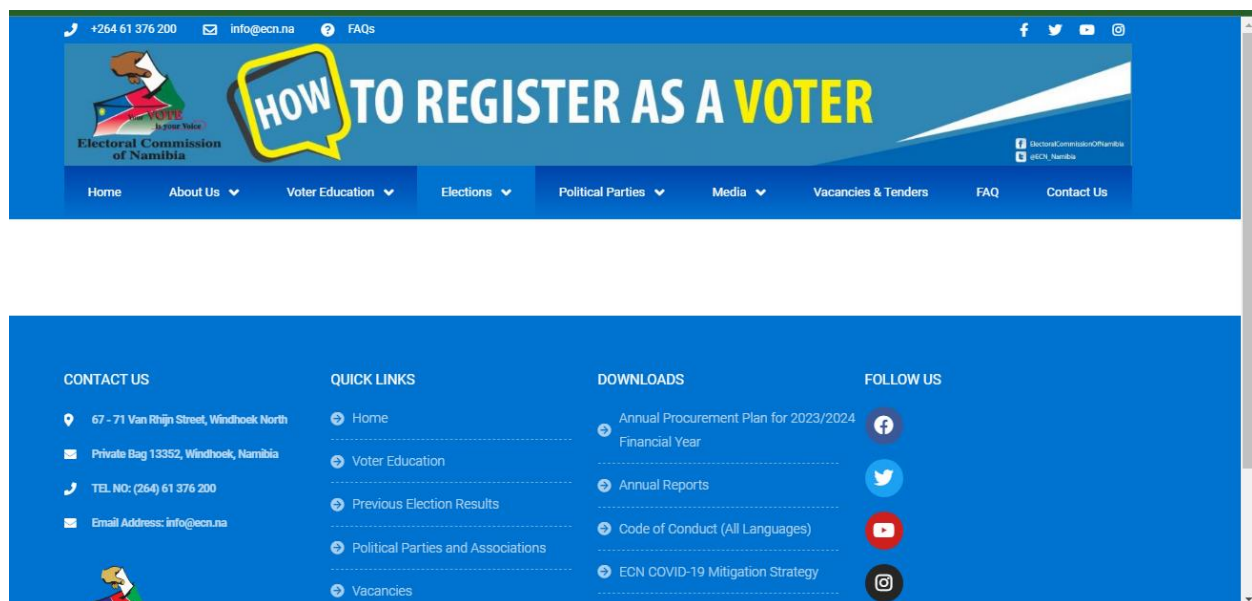 +264 61 376 200 info@ecn.na FAQs
HOW TO REGISTER AS A VOTER
Your VOTE
is your Voice
Electoral Commission
of Namibia
ElectoralCommissionOfNamibia
@ECN_Namibia
Home About Us Voter Education Elections Political Parties Media Vacancies & Tenders FAQ Contact Us
CONTACT US
67 - 71 Van Rhijn Street, Windhoek North
Private Bag 13352, Windhoek, Namibia
TEL NO: (264) 61 376 200
Email Address: info@ecn.na
QUICK LINKS
Home
Voter Education
Previous Election Results
Political Parties and Associations
Vacancies
DOWNLOADS
Annual Procurement Plan for 2023/2024
Financial Year
Annual Reports
Code of Conduct (All Languages)
ECN COVID-19 Mitigation Strategy
FOLLOW US